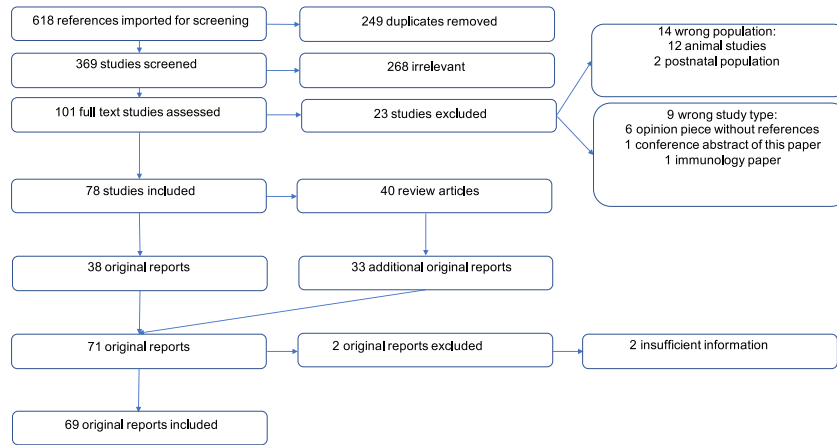 618 references imported for screening
249 duplicates removed
14 wrong population:
12 animal studies
2 postnatal population
369 studies screened
268 irrelevant
101 full text studies assessed
23 studies excluded
9 wrong study type:
6 opinion piece without references
1 conference abstract of this paper
1 immunology paper
78 studies included
40 review articles
38 original reports
33 additional original reports
71 original reports
2 original reports excluded
2 insufficient information
69 original reports included